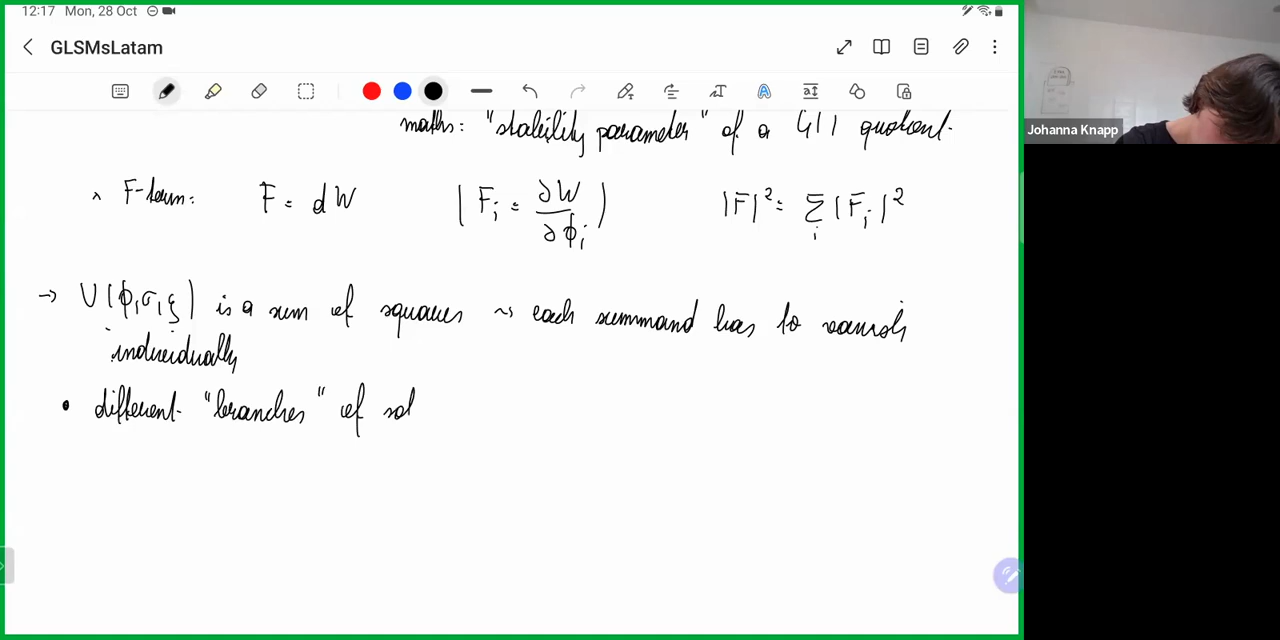 12:17 Mon, 28 Oct
GLSMsLatam
maths: "stability parameter" of a GIT quotient.
F-term: F = dW (F_i = ∂W/∂ϕ_i) |F|² = Σ_i |F_i|²
→ U(ϕ,σ,ξ) is a sum of squares ⇝ each summand has to vanish
individually
• different "branches" of sol
Johanna Knapp